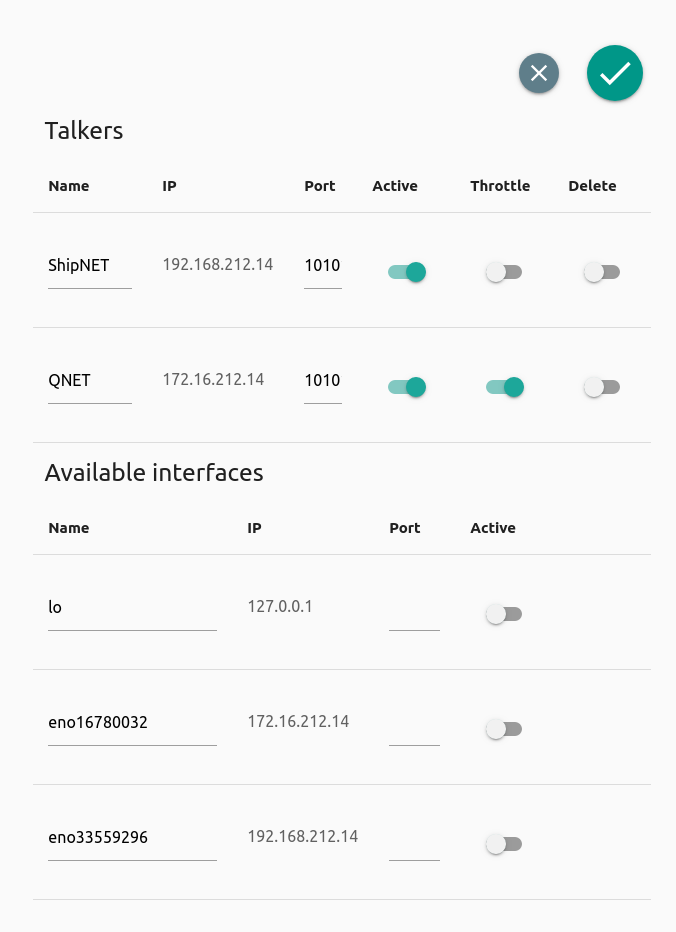 Talkers
Name IP Port Active Throttle Delete
ShipNET 192.168.212.14 1010
QNET 172.16.212.14 1010
Available interfaces
Name IP Port Active
lo 127.0.0.1
eno16780032 172.16.212.14
eno33559296 192.168.212.14